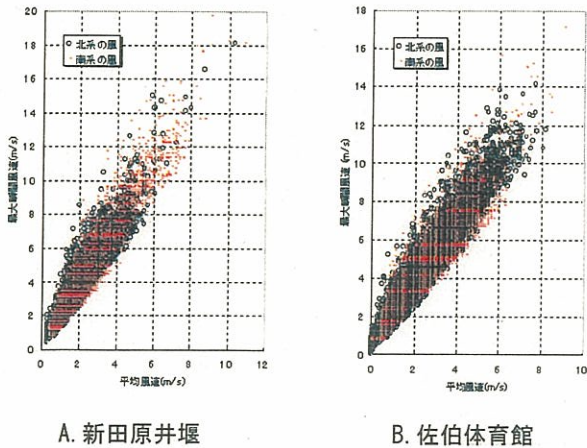 20
18
16
14
12
10
8
6
4
2
0
最大瞬間風速(m/s)
北系の風
南系の風
0 2 4 6 8 10 12
平均風速(m/s)
A. 新田原井堰
18
16
14
12
10
8
6
4
2
0
最大瞬間風速(m/s)
北系の風
南系の風
0 2 4 6 8 10
平均風速(m/s)
B. 佐伯体育館